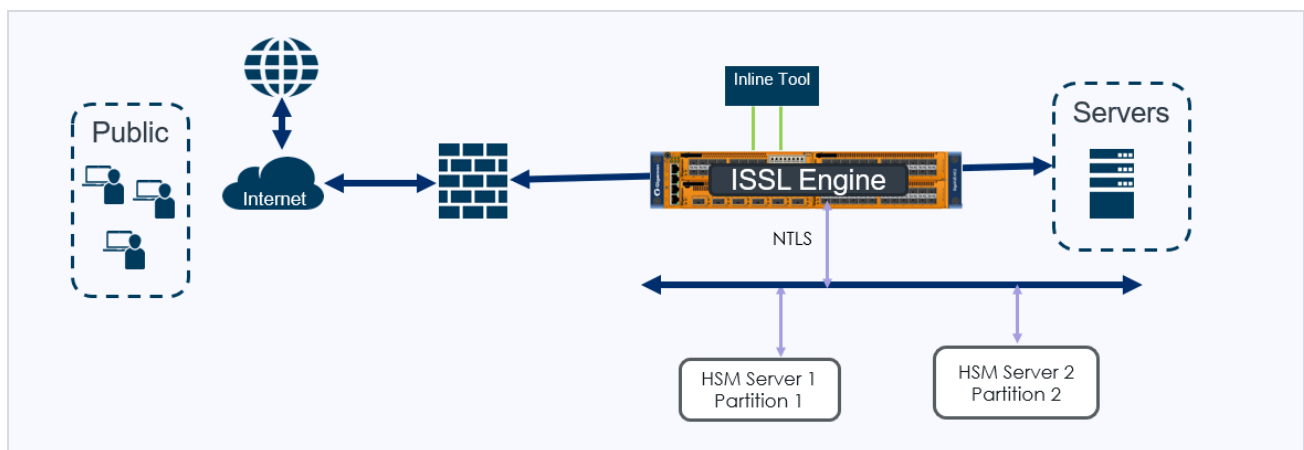 Public
Internet
Inline Tool
ISSL Engine
NTLS
Servers
HSM Server 1
Partition 1
HSM Server 2
Partition 2